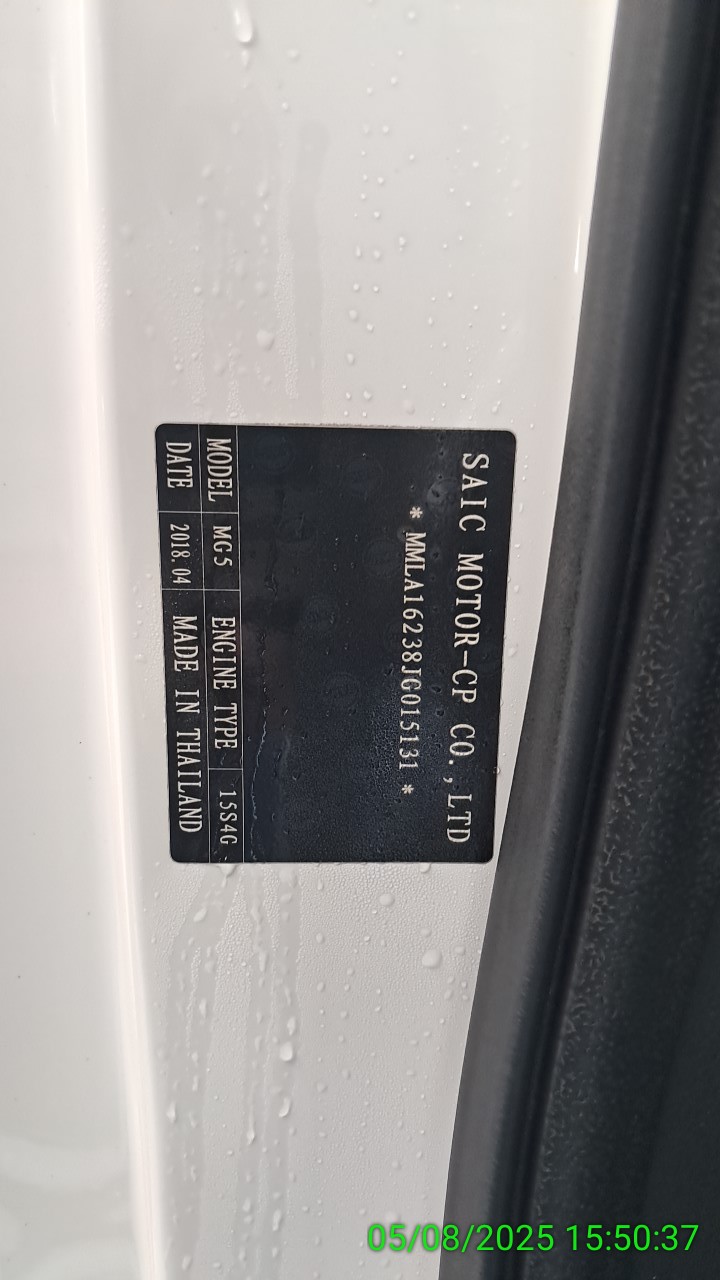 SAIC MOTOR-CP CO.,LTD
* MMLA16238JG015131 *
MODEL MG5 ENGINE TYPE 15S4G
DATE 2018.04 MADE IN THAILAND
05/08/2025 15:50:37